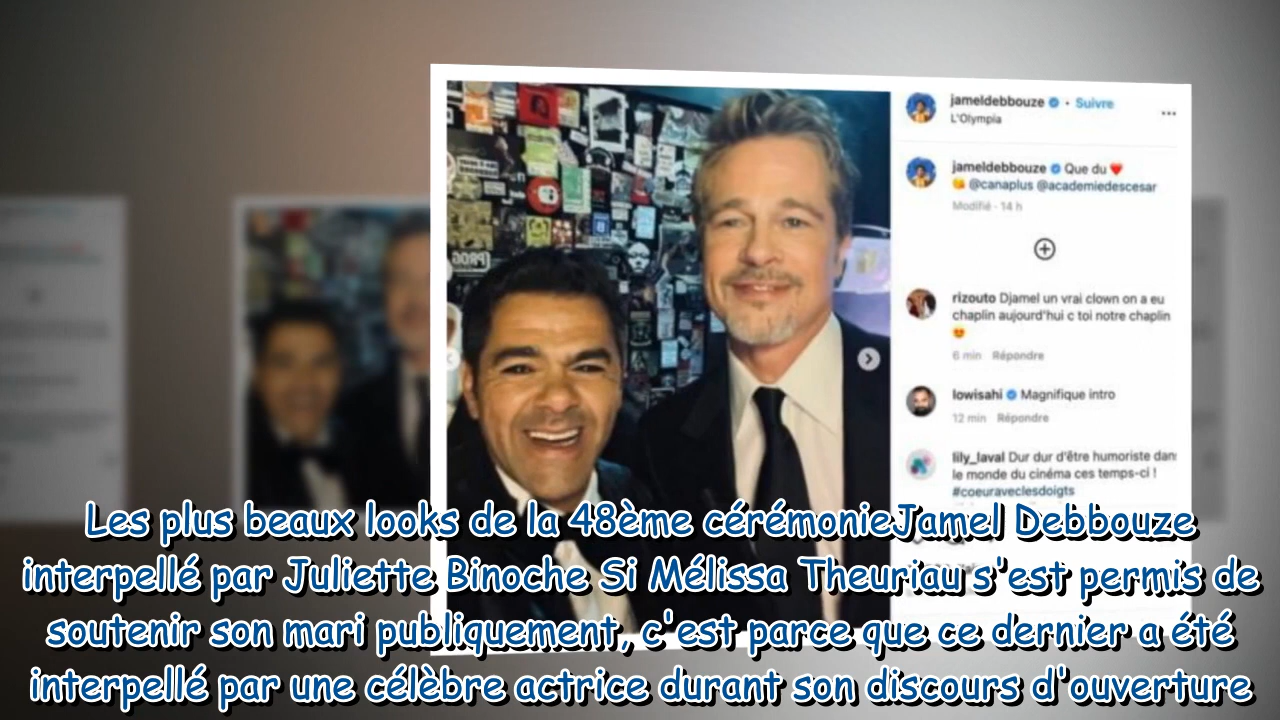 jameldebbouze • Suivre
L'Olympia
jameldebbouze Que du ❤️
@canaplus @academiedescesar
Modifié · 14 h
rizouto Djamel un vrai clown on a eu
chaplin aujourd'hui c toi notre chaplin
😍
6 min Répondre
lowisahi Magnifique intro
12 min Répondre
lily_laval Dur dur d'être humoriste dans
le monde du cinéma ces temps-ci !
#coeuraveclesdoigts
Les plus beaux looks de la 48ème cérémonieJamel Debbouze
interpellé par Juliette Binoche Si Mélissa Theuriau s'est permis de
soutenir son mari publiquement, c'est parce que ce dernier a été
interpellé par une célèbre actrice durant son discours d'ouverture